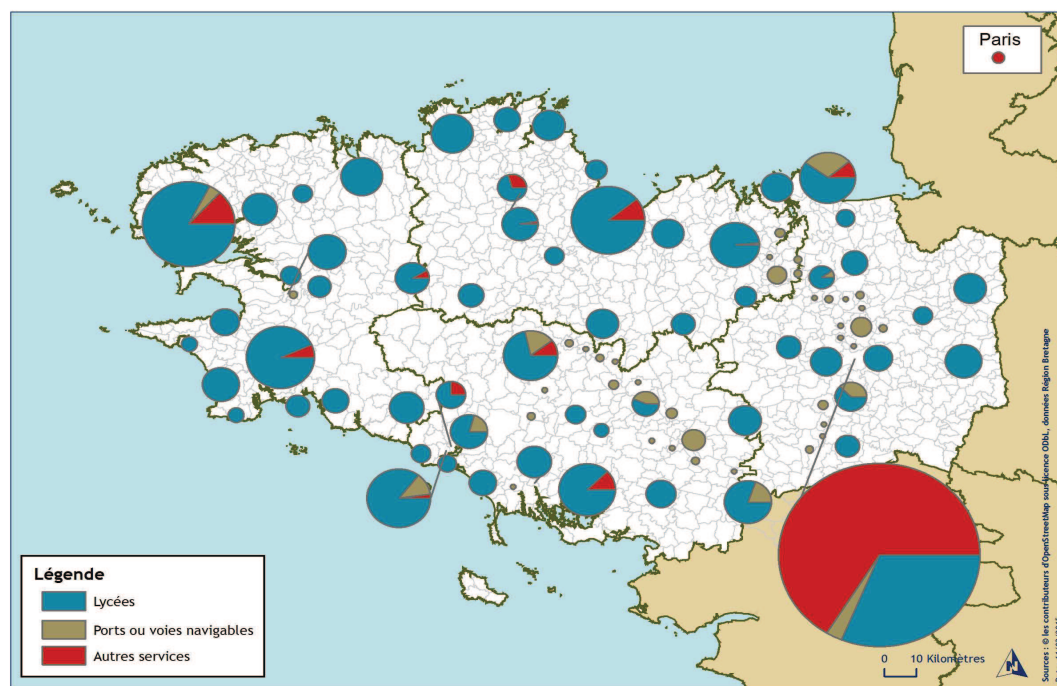 Paris
Légende
Lycées
Ports ou voies navigables
Autres services
0 10 Kilomètres
N
Sources : © les contributeurs d'OpenStreetMap sous licence ODbL, données Région Bretagne